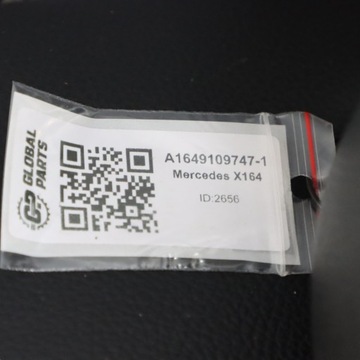 GLOBAL
PARTS
A1649109747-1
Mercedes X164
ID:2656